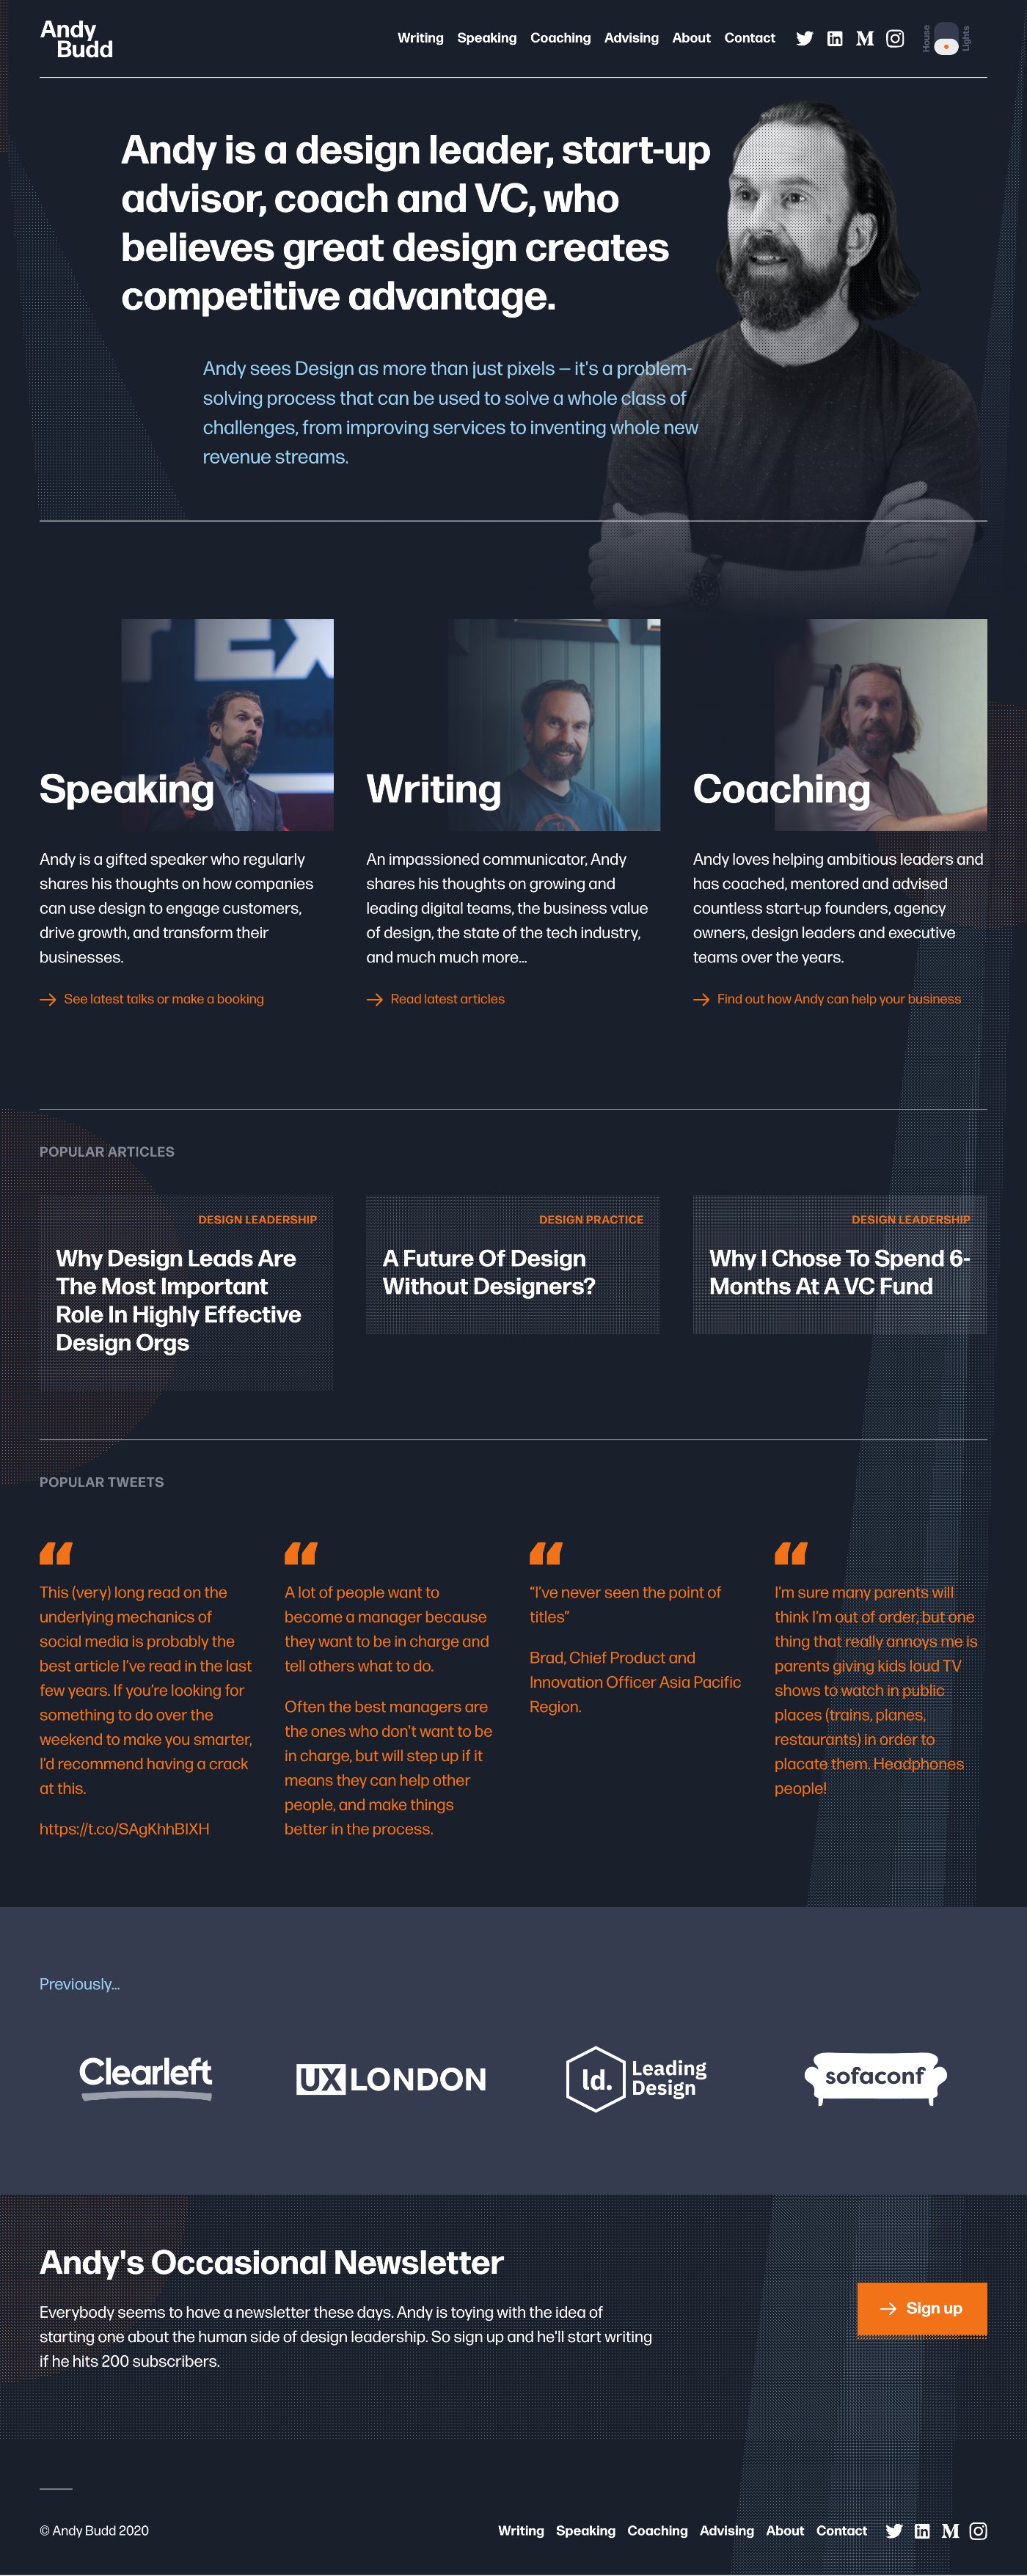 Andy
Budd
Writing Speaking Coaching Advising About Contact
House
Lights
Andy is a design leader, start-up
advisor, coach and VC, who
believes great design creates
competitive advantage.
Andy sees Design as more than just pixels — it's a problem-
solving process that can be used to solve a whole class of
challenges, from improving services to inventing whole new
revenue streams.
Speaking
Andy is a gifted speaker who regularly
shares his thoughts on how companies
can use design to engage customers,
drive growth, and transform their
businesses.
See latest talks or make a booking
Writing
An impassioned communicator, Andy
shares his thoughts on growing and
leading digital teams, the business value
of design, the state of the tech industry,
and much much more...
Read latest articles
Coaching
Andy loves helping ambitious leaders and
has coached, mentored and advised
countless start-up founders, agency
owners, design leaders and executive
teams over the years.
Find out how Andy can help your business
POPULAR ARTICLES
DESIGN LEADERSHIP
Why Design Leads Are
The Most Important
Role In Highly Effective
Design Orgs
DESIGN PRACTICE
A Future Of Design
Without Designers?
DESIGN LEADERSHIP
Why I Chose To Spend 6-
Months At A VC Fund
POPULAR TWEETS
This (very) long read on the
underlying mechanics of
social media is probably the
best article I've read in the last
few years. If you're looking for
something to do over the
weekend to make you smarter,
I'd recommend having a crack
at this.
https://t.co/SAgKhhBIXH
A lot of people want to
become a manager because
they want to be in charge and
tell others what to do.
Often the best managers are
the ones who don't want to be
in charge, but will step up if it
means they can help other
people, and make things
better in the process.
"I've never seen the point of
titles"
Brad, Chief Product and
Innovation Officer Asia Pacific
Region.
I'm sure many parents will
think I'm out of order, but one
thing that really annoys me is
parents giving kids loud TV
shows to watch in public
places (trains, planes,
restaurants) in order to
placate them. Headphones
people!
Previously...
Clearleft
UX LONDON
ld. Leading
Design
sofaconf
Andy's Occasional Newsletter
Everybody seems to have a newsletter these days. Andy is toying with the idea of
starting one about the human side of design leadership. So sign up and he'll start writing
if he hits 200 subscribers.
Sign up
© Andy Budd 2020
Writing Speaking Coaching Advising About Contact